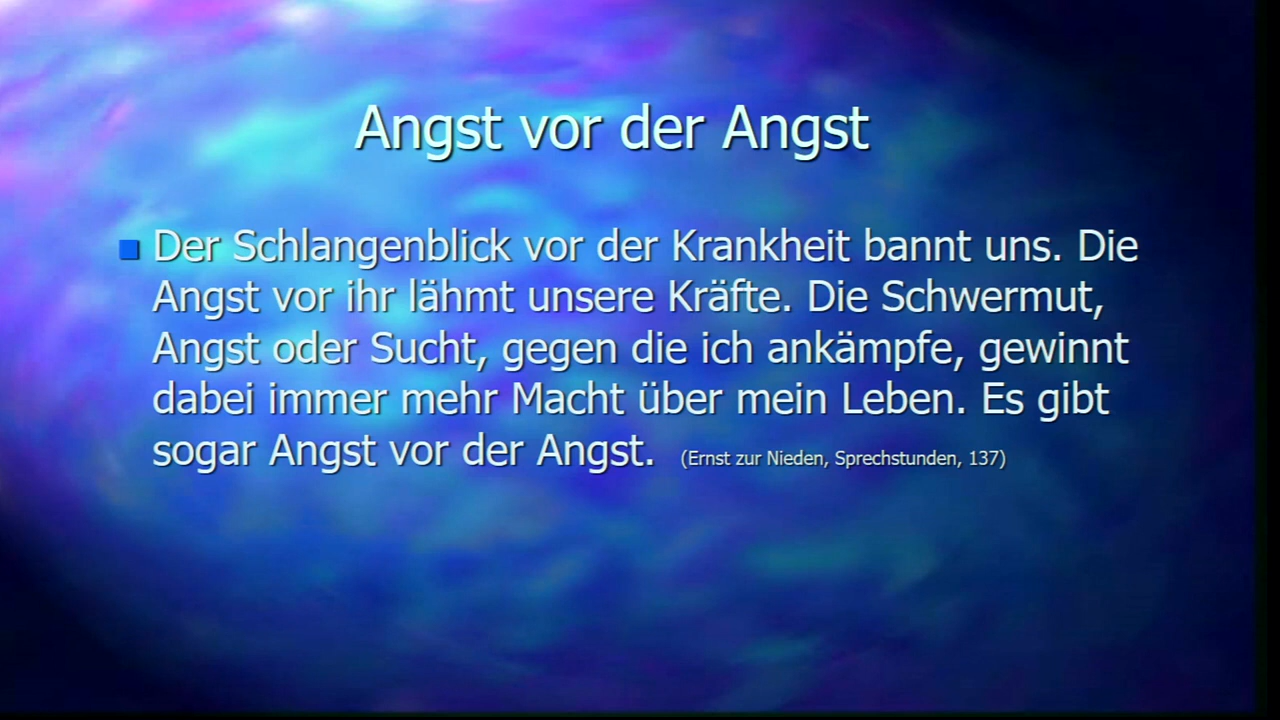 Angst vor der Angst
Der Schlangenblick vor der Krankheit bannt uns. Die
Angst vor ihr lähmt unsere Kräfte. Die Schwermut,
Angst oder Sucht, gegen die ich ankämpfe, gewinnt
dabei immer mehr Macht über mein Leben. Es gibt
sogar Angst vor der Angst. (Ernst zur Nieden, Sprechstunden, 137)